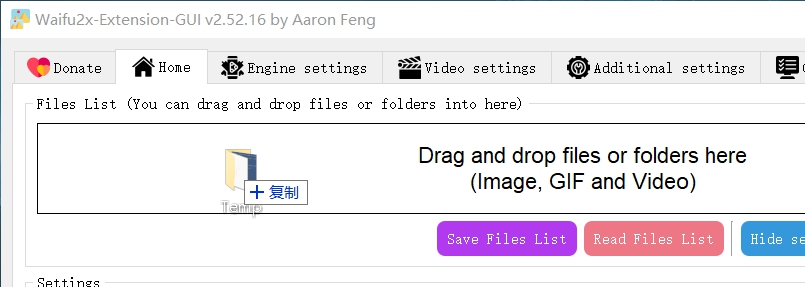 Waifu2x-Extension-GUI v2.52.16 by Aaron Feng
Donate
Home
Engine settings
Video settings
Additional settings
Files List (You can drag and drop files or folders into here)
Drag and drop files or folders here
(Image, GIF and Video)
复制
Temp
Save Files List
Read Files List
Hide se
Settings